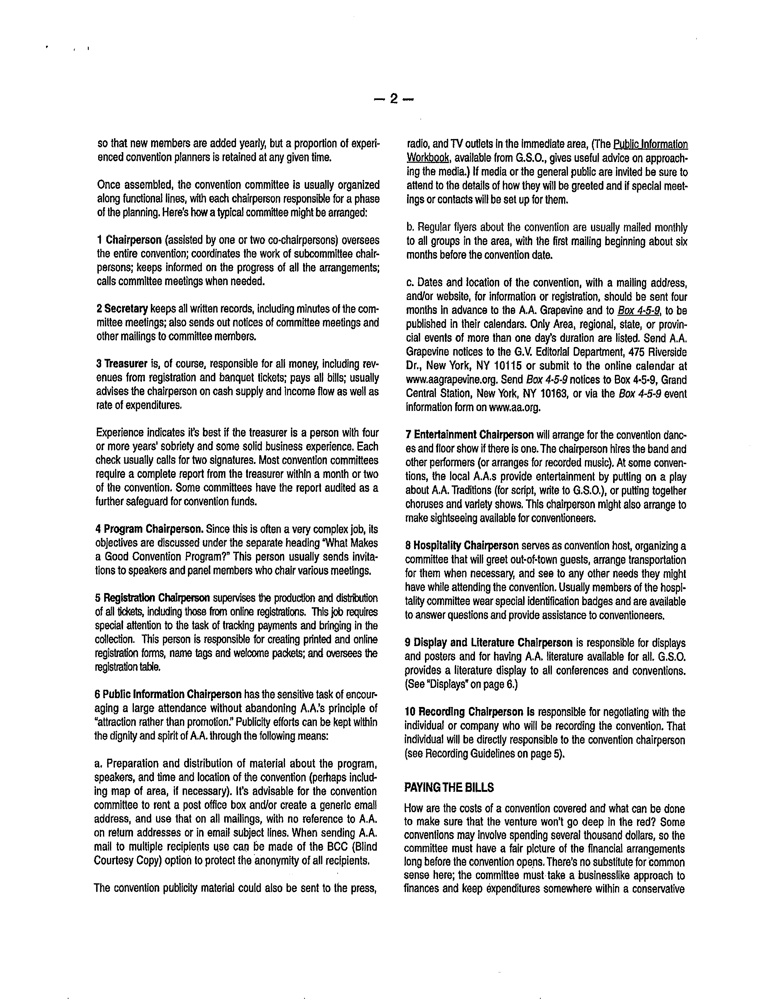 — 2 —
so that new members are added yearly, but a proportion of experi-
enced convention planners is retained at any given time.
Once assembled, the convention committee is usually organized
along functional lines, with each chairperson responsible for a phase
of the planning. Here's how a typical committee might be arranged:
1 Chairperson (assisted by one or two co-chairpersons) oversees
the entire convention; coordinates the work of subcommittee chair-
persons; keeps informed on the progress of all the arrangements;
calls committee meetings when needed.
2 Secretary keeps all written records, including minutes of the com-
mittee meetings; also sends out notices of committee meetings and
other mailings to committee members.
3 Treasurer is, of course, responsible for all money, including rev-
enues from registration and banquet tickets; pays all bills; usually
advises the chairperson on cash supply and income flow as well as
rate of expenditures.
Experience indicates it's best if the treasurer is a person with four
or more years' sobriety and some solid business experience. Each
check usually calls for two signatures. Most convention committees
require a complete report from the treasurer within a month or two
of the convention. Some committees have the report audited as a
further safeguard for convention funds.
4 Program Chairperson. Since this is often a very complex job, its
objectives are discussed under the separate heading "What Makes
a Good Convention Program?" This person usually sends invita-
tions to speakers and panel members who chair various meetings.
5 Registration Chairperson supervises the production and distribution
of all tickets, including those from online registrations. This job requires
special attention to the task of tracking payments and bringing in the
collection. This person is responsible for creating printed and online
registration forms, name tags and welcome packets; and oversees the
registration table.
6 Public Information Chairperson has the sensitive task of encour-
aging a large attendance without abandoning A.A.'s principle of
"attraction rather than promotion." Publicity efforts can be kept within
the dignity and spirit of A.A. through the following means:
a. Preparation and distribution of material about the program,
speakers, and time and location of the convention (perhaps includ-
ing map of area, if necessary). It's advisable for the convention
committee to rent a post office box and/or create a generic email
address, and use that on all mailings, with no reference to A.A.
on return addresses or in email subject lines. When sending A.A.
mail to multiple recipients use can be made of the BCC (Blind
Courtesy Copy) option to protect the anonymity of all recipients.
The convention publicity material could also be sent to the press,
radio, and TV outlets in the immediate area, (The Public Information
Workbook, available from G.S.O., gives useful advice on approach-
ing the media.) If media or the general public are invited be sure to
attend to the details of how they will be greeted and if special meet-
ings or contacts will be set up for them.
b. Regular flyers about the convention are usually mailed monthly
to all groups in the area, with the first mailing beginning about six
months before the convention date.
c. Dates and location of the convention, with a mailing address,
and/or website, for information or registration, should be sent four
months in advance to the A.A. Grapevine and to Box 4-5-9, to be
published in their calendars. Only Area, regional, state, or provin-
cial events of more than one day's duration are listed. Send A.A.
Grapevine notices to the G.V. Editorial Department, 475 Riverside
Dr., New York, NY 10115 or submit to the online calendar at
www.aagrapevine.org. Send Box 4-5-9 notices to Box 4-5-9, Grand
Central Station, New York, NY 10163, or via the Box 4-5-9 event
information form on www.aa.org.
7 Entertainment Chairperson will arrange for the convention danc-
es and floor show if there is one. The chairperson hires the band and
other performers (or arranges for recorded music). At some conven-
tions, the local A.A.s provide entertainment by putting on a play
about A.A. Traditions (for script, write to G.S.O.), or putting together
choruses and variety shows. This chairperson might also arrange to
make sightseeing available for conventioneers.
8 Hospitality Chairperson serves as convention host, organizing a
committee that will greet out-of-town guests, arrange transportation
for them when necessary, and see to any other needs they might
have while attending the convention. Usually members of the hospi-
tality committee wear special identification badges and are available
to answer questions and provide assistance to conventioneers.
9 Display and Literature Chairperson is responsible for displays
and posters and for having A.A. literature available for all. G.S.O.
provides a literature display to all conferences and conventions.
(See "Displays" on page 6.)
10 Recording Chairperson is responsible for negotiating with the
individual or company who will be recording the convention. That
individual will be directly responsible to the convention chairperson
(see Recording Guidelines on page 5).
PAYING THE BILLS
How are the costs of a convention covered and what can be done
to make sure that the venture won't go deep in the red? Some
conventions may involve spending several thousand dollars, so the
committee must have a fair picture of the financial arrangements
long before the convention opens. There's no substitute for common
sense here; the committee must take a businesslike approach to
finances and keep expenditures somewhere within a conservative